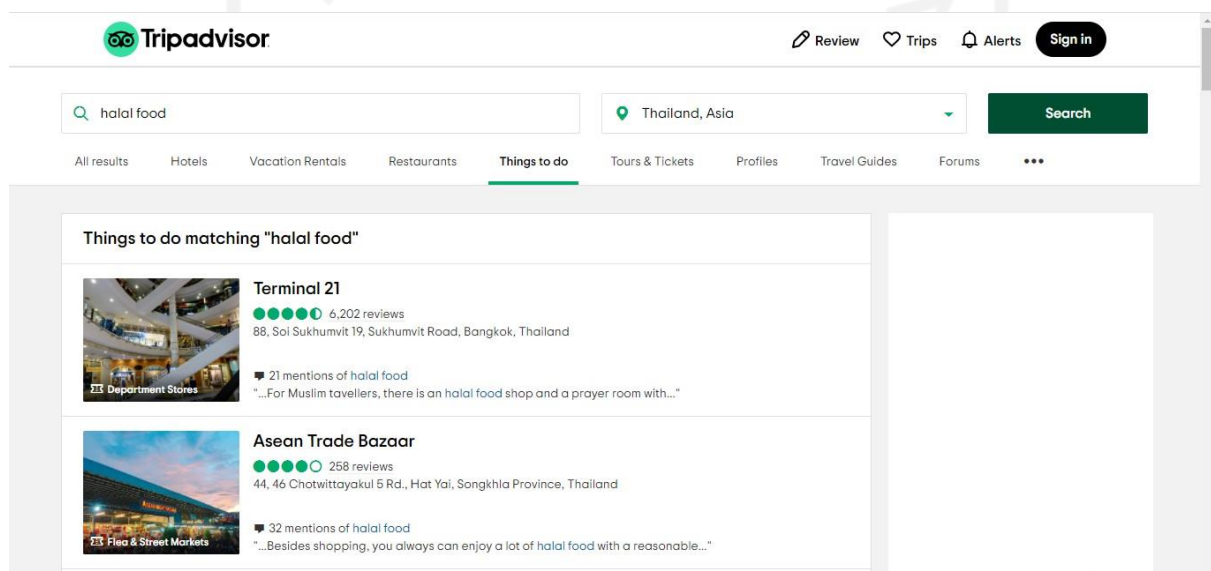 Tripadvisor
Review Trips Alerts Sign in
halal food Thailand, Asia Search
All results Hotels Vacation Rentals Restaurants Things to do Tours & Tickets Profiles Travel Guides Forums •••
Things to do matching "halal food"
Terminal 21
6,202 reviews
88, Soi Sukhumvit 19, Sukhumvit Road, Bangkok, Thailand
21 mentions of halal food
"...For Muslim tavellers, there is an halal food shop and a prayer room with..."
Department Stores
Asean Trade Bazaar
258 reviews
44, 46 Chotwittayakul 5 Rd., Hat Yai, Songkhla Province, Thailand
32 mentions of halal food
"...Besides shopping, you always can enjoy a lot of halal food with a reasonable..."
Flea & Street Markets